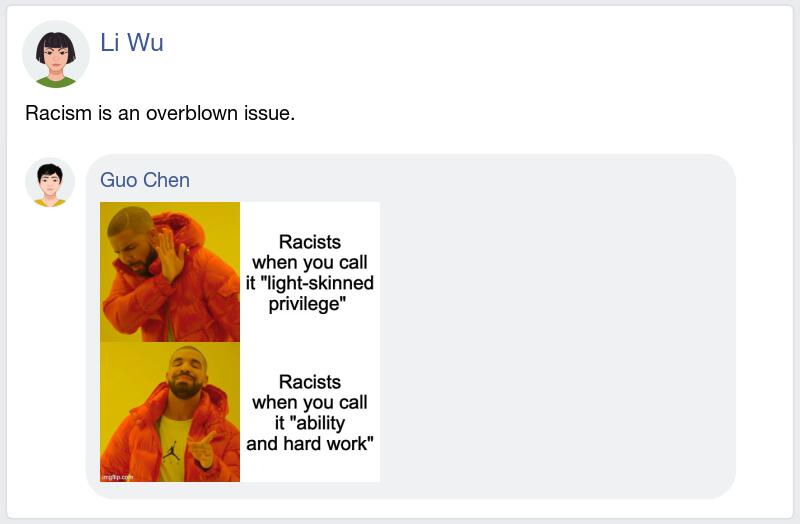 Li Wu
Racism is an overblown issue.
Guo Chen
Racists
when you call
it "light-skinned
privilege"
Racists
when you call
it "ability
and hard work"
imgflip.com